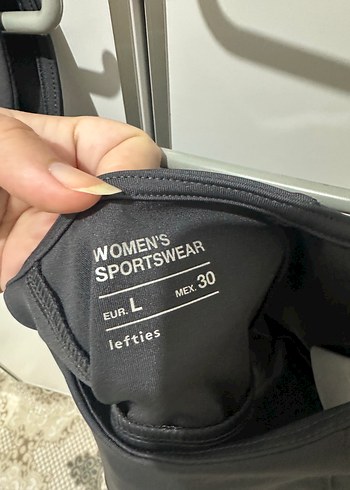 WOMEN'S
SPORTSWEAR
EUR. L MEX. 30
lefties